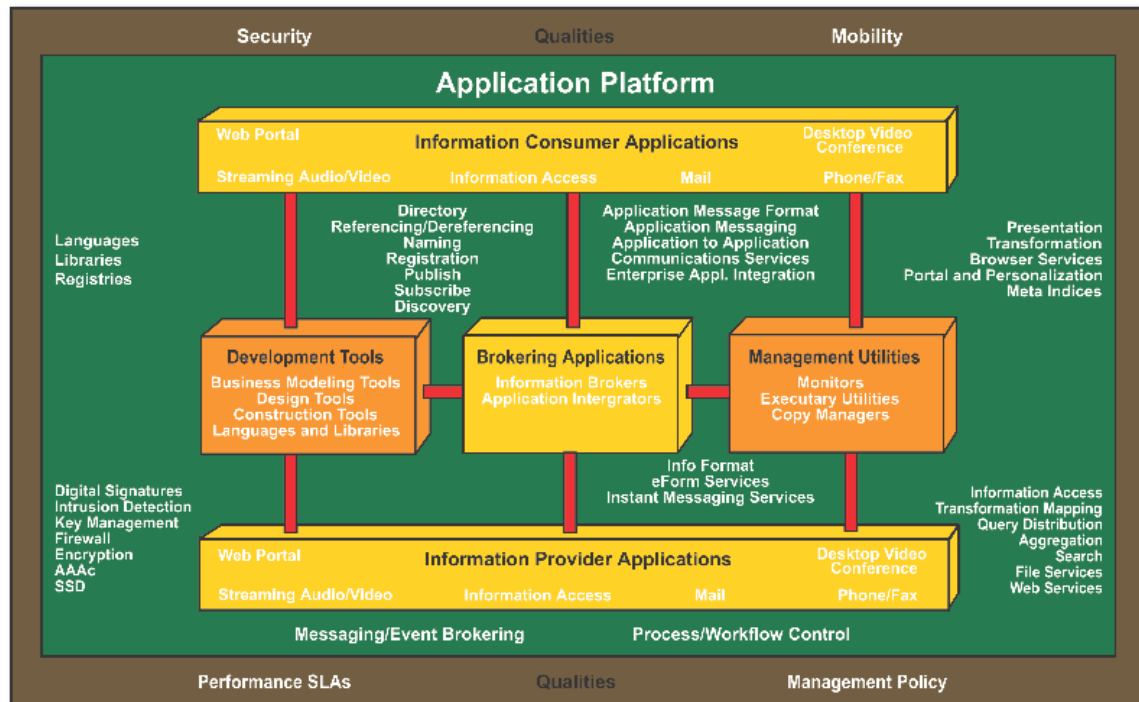 Security Qualities Mobility
Application Platform
Web Portal
Information Consumer Applications
Desktop Video
Conference
Streaming Audio/Video Information Access Mail Phone/Fax
Languages
Libraries
Registries
Directory
Referencing/Dereferencing
Naming
Registration
Publish
Subscribe
Discovery
Application Message Format
Application Messaging
Application to Application
Communications Services
Enterprise Appl. Integration
Presentation
Transformation
Browser Services
Portal and Personalization
Meta Indices
Development Tools
Business Modeling Tools
Design Tools
Construction Tools
Languages and Libraries
Brokering Applications
Information Brokers
Application Intergrators
Management Utilities
Monitors
Executary Utilities
Copy Managers
Digital Signatures
Intrusion Detection
Key Management
Firewall
Encryption
AAAc
SSD
Info Format
eForm Services
Instant Messaging Services
Information Access
Transformation Mapping
Query Distribution
Aggregation
Search
File Services
Web Services
Web Portal
Information Provider Applications
Desktop Video
Conference
Streaming Audio/Video Information Access Mail Phone/Fax
Messaging/Event Brokering Process/Workflow Control
Performance SLAs Qualities Management Policy